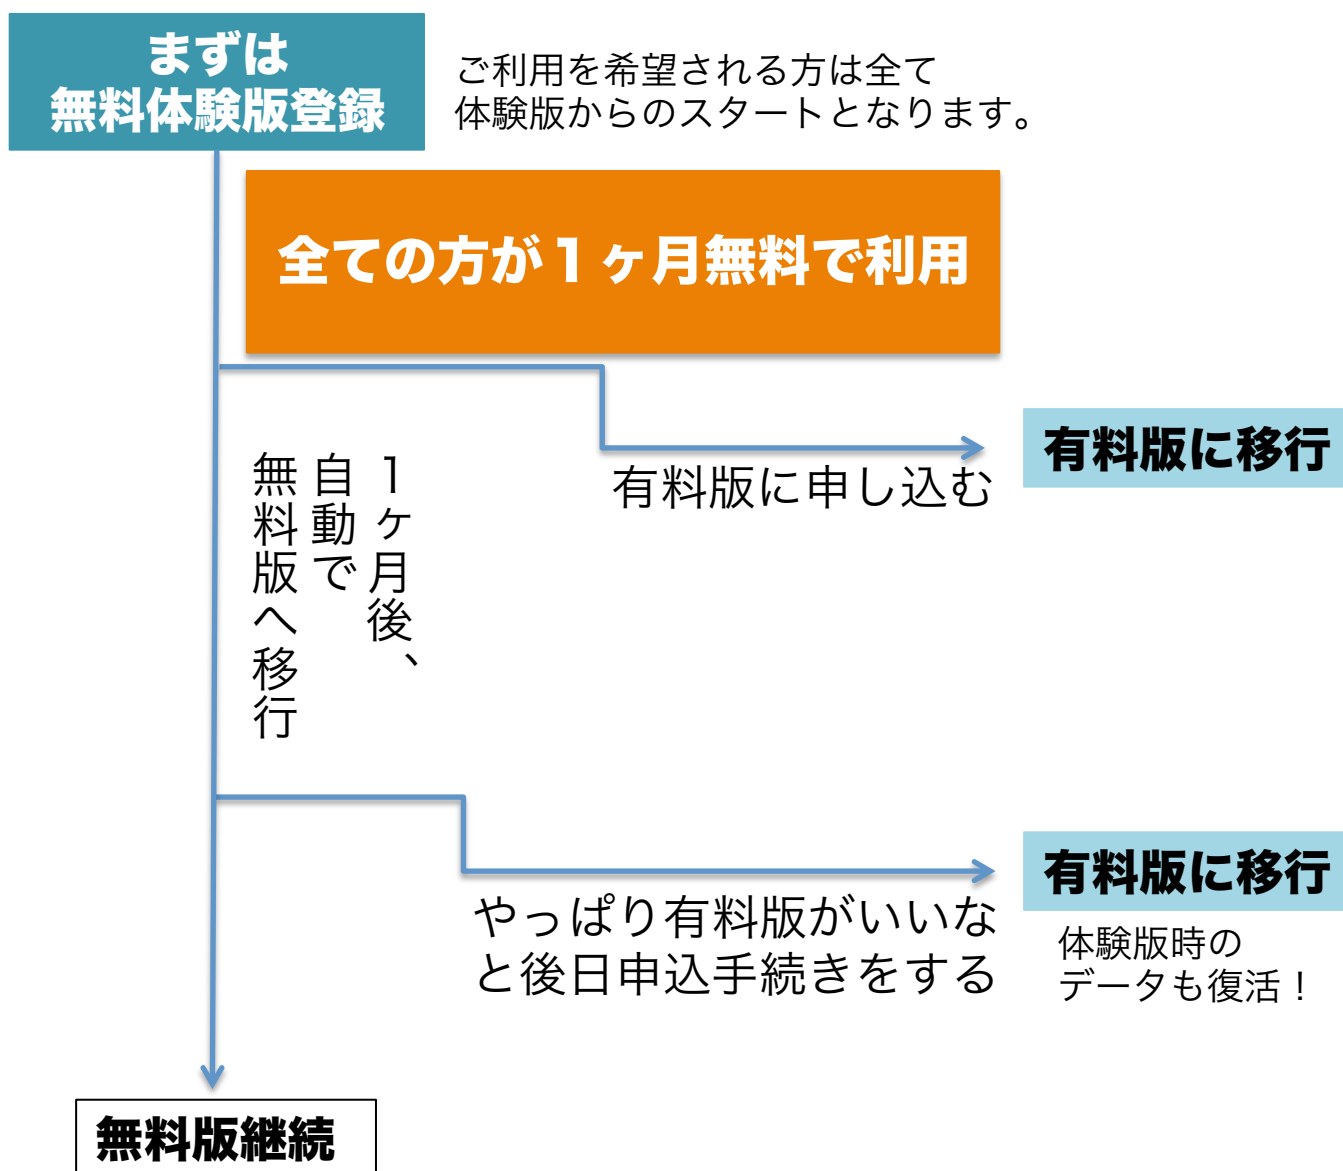 まずは
無料体験版登録
ご利用を希望される方は全て
体験版からのスタートとなります。
全ての方が１ヶ月無料で利用
有料版に移行
有料版に申し込む
１ヶ月後、
自動で
無料版へ移行
有料版に移行
やっぱり有料版がいいな
と後日申込手続きをする
体験版時の
データも復活！
無料版継続